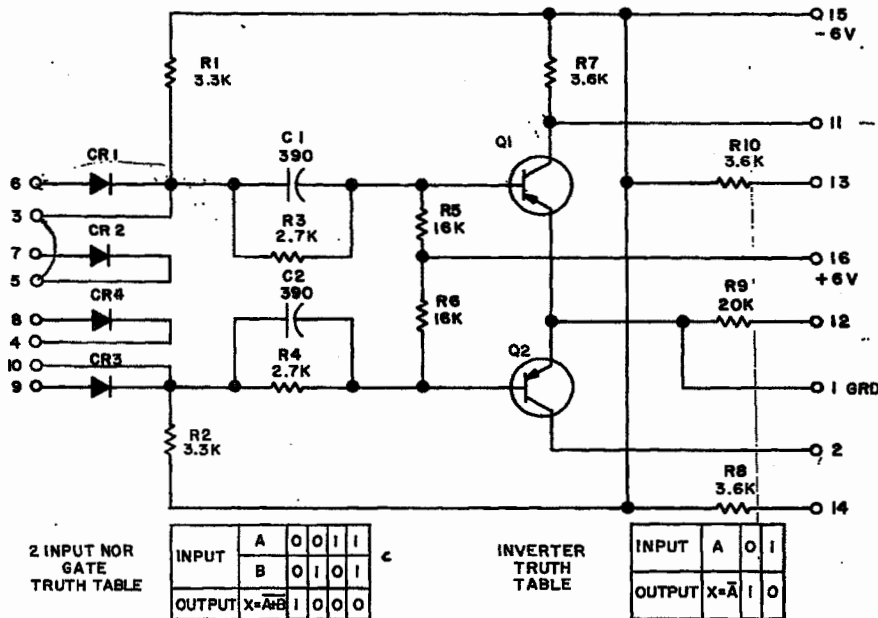 15
-6V
R1
3.3K
R7
3.6K
11
Q1
C1
390
R10
3.6K
CR1
6
13
3
R3
2.7K
R5
16K
CR2
7
16
+6V
5
C2
390
R6
16K
R9
20K
CR4
8
12
4
R4
2.7K
Q2
10
CR3
9
1 GRD
R2
3.3K
2
R8
3.6K
14
2 INPUT NOR
GATE
TRUTH TABLE
INPUT A 0 0 1 1
B 0 1 0 1
OUTPUT X=A+B 1 0 0 0
c
INVERTER
TRUTH
TABLE
INPUT A 0 1
OUTPUT X=A̅ 1 0